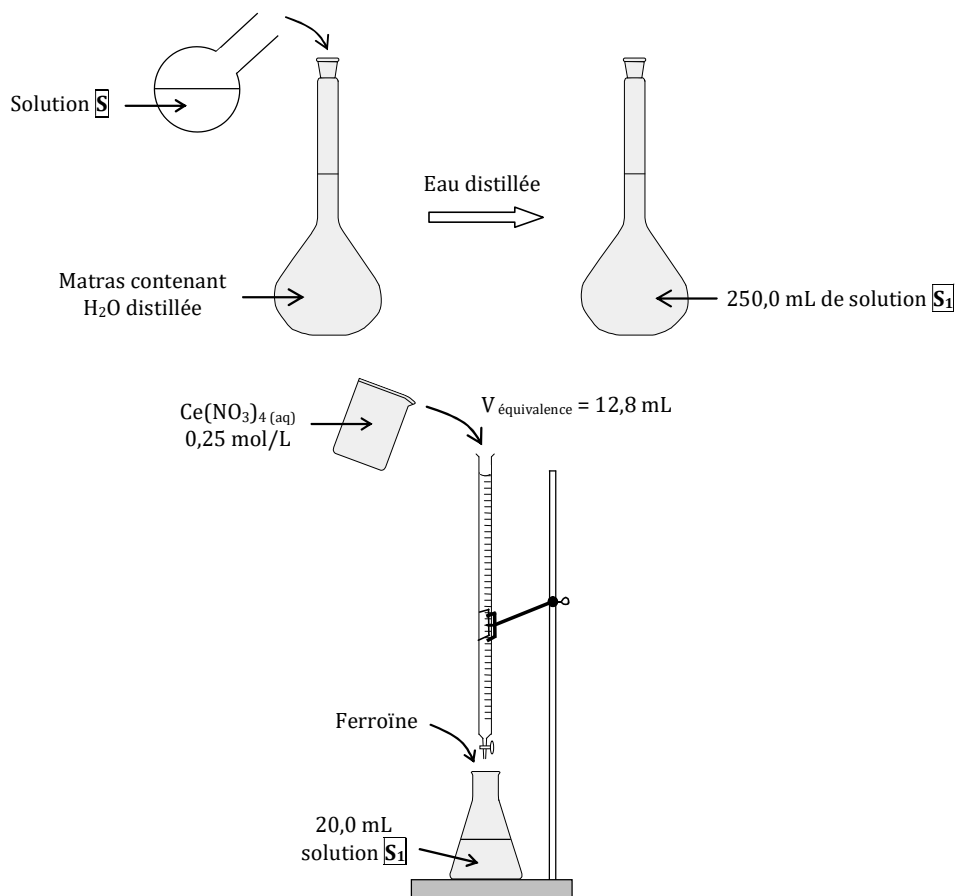 Solution S
Eau distillée
Matras contenant
H₂O distillée
250,0 mL de solution S₁
Ce(NO₃)₄ (aq)
0,25 mol/L
V équivalence = 12,8 mL
Ferroïne
20,0 mL
solution S₁